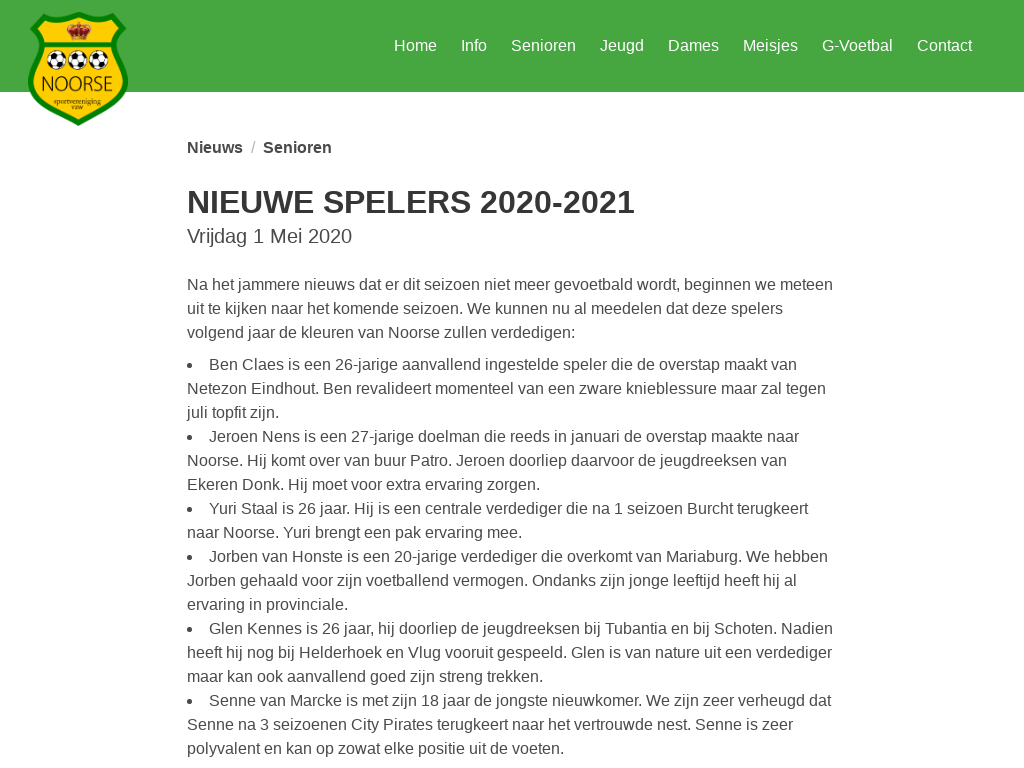 NOORSE
sportvereniging
vzw
Home Info Senioren Jeugd Dames Meisjes G-Voetbal Contact
Nieuws / Senioren
NIEUWE SPELERS 2020-2021
Vrijdag 1 Mei 2020
Na het jammere nieuws dat er dit seizoen niet meer gevoetbald wordt, beginnen we meteen
uit te kijken naar het komende seizoen. We kunnen nu al meedelen dat deze spelers
volgend jaar de kleuren van Noorse zullen verdedigen:
• Ben Claes is een 26-jarige aanvallend ingestelde speler die de overstap maakt van
Netezon Eindhout. Ben revalideert momenteel van een zware knieblessure maar zal tegen
juli topfit zijn.
• Jeroen Nens is een 27-jarige doelman die reeds in januari de overstap maakte naar
Noorse. Hij komt over van buur Patro. Jeroen doorliep daarvoor de jeugdreeksen van
Ekeren Donk. Hij moet voor extra ervaring zorgen.
• Yuri Staal is 26 jaar. Hij is een centrale verdediger die na 1 seizoen Burcht terugkeert
naar Noorse. Yuri brengt een pak ervaring mee.
• Jorben van Honste is een 20-jarige verdediger die overkomt van Mariaburg. We hebben
Jorben gehaald voor zijn voetballend vermogen. Ondanks zijn jonge leeftijd heeft hij al
ervaring in provinciale.
• Glen Kennes is 26 jaar, hij doorliep de jeugdreeksen bij Tubantia en bij Schoten. Nadien
heeft hij nog bij Helderhoek en Vlug vooruit gespeeld. Glen is van nature uit een verdediger
maar kan ook aanvallend goed zijn streng trekken.
• Senne van Marcke is met zijn 18 jaar de jongste nieuwkomer. We zijn zeer verheugd dat
Senne na 3 seizoenen City Pirates terugkeert naar het vertrouwde nest. Senne is zeer
polyvalent en kan op zowat elke positie uit de voeten.